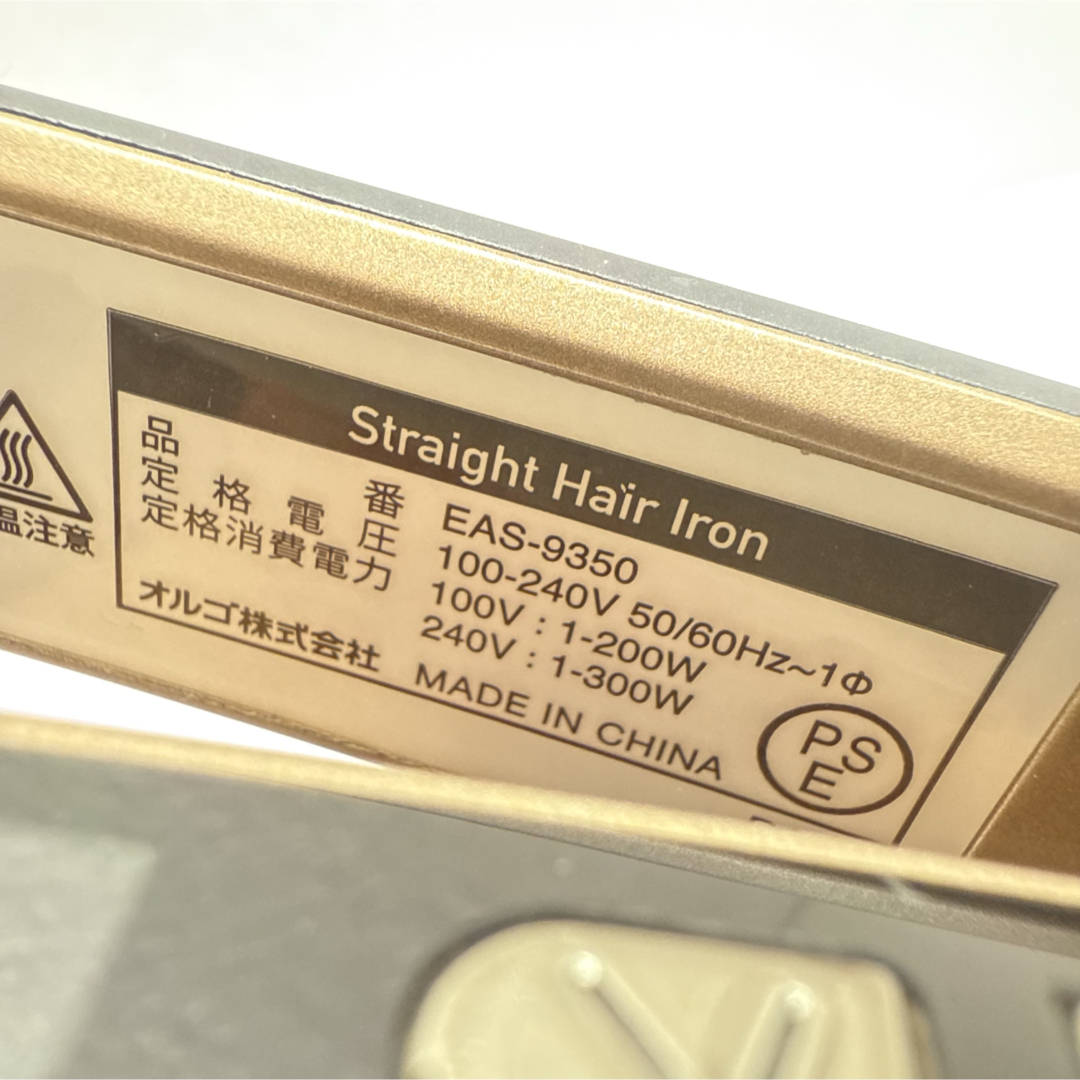 Straight Hair Iron
品 番 EAS-9350
定格電圧 100-240V 50/60Hz~1Φ
定格消費電力 100V : 1-200W
240V : 1-300W
オルゴ株式会社 MADE IN CHINA
PSE
温注意